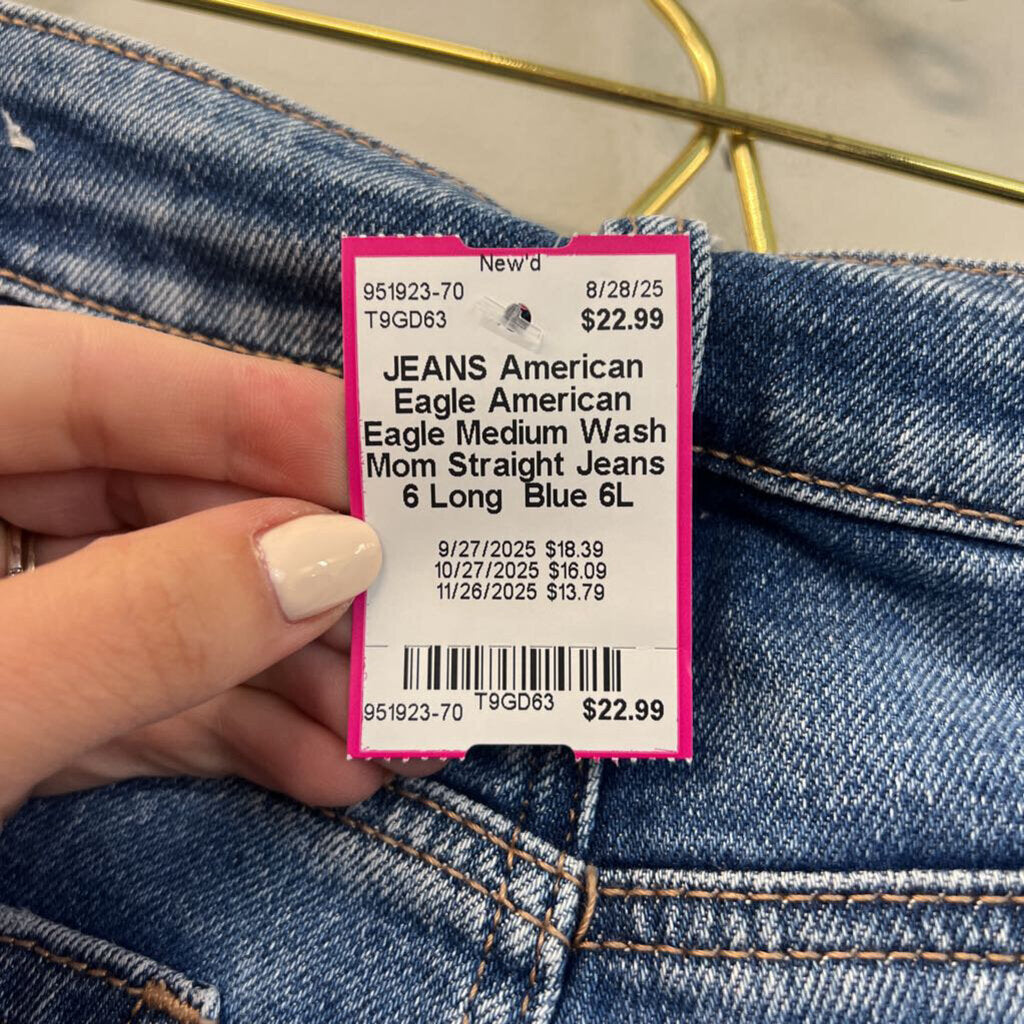 New'd
951923-70 8/28/25
T9GD63 $22.99
JEANS American
Eagle American
Eagle Medium Wash
Mom Straight Jeans
6 Long  Blue 6L
9/27/2025 $18.39
10/27/2025 $16.09
11/26/2025 $13.79
951923-70 T9GD63 $22.99